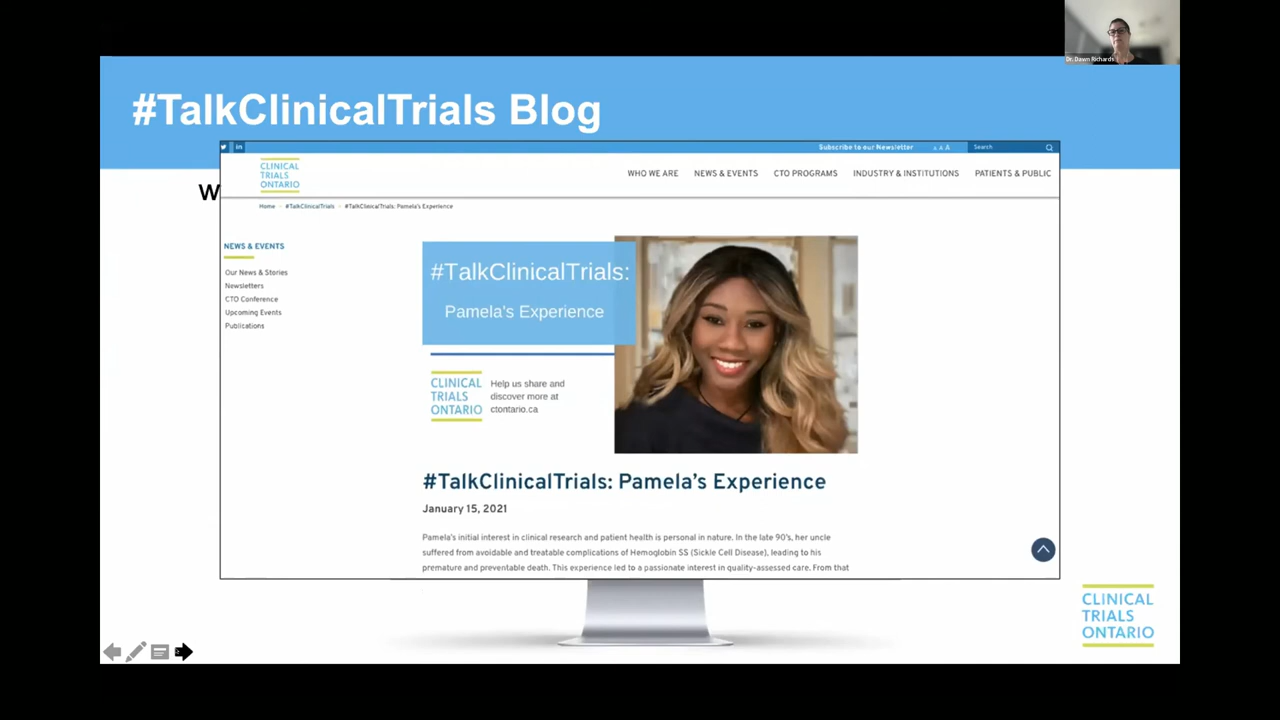 Dr. Dawn Richards
#TalkClinicalTrials Blog
W
Subscribe to our Newsletter A A A Search
CLINICAL
TRIALS
ONTARIO
WHO WE ARE NEWS & EVENTS CTO PROGRAMS INDUSTRY & INSTITUTIONS PATIENTS & PUBLIC
Home #TalkClinicalTrials #TalkClinicalTrials: Pamela's Experience
NEWS & EVENTS
Our News & Stories
Newsletters
CTO Conference
Upcoming Events
Publications
#TalkClinicalTrials:
Pamela's Experience
CLINICAL
TRIALS
ONTARIO
Help us share and
discover more at
ctontario.ca
#TalkClinicalTrials: Pamela's Experience
January 15, 2021
Pamela's initial interest in clinical research and patient health is personal in nature. In the late 90's, her uncle
suffered from avoidable and treatable complications of Hemoglobin SS (Sickle Cell Disease), leading to his
premature and preventable death. This experience led to a passionate interest in quality-assessed care. From that
CLINICAL
TRIALS
ONTARIO